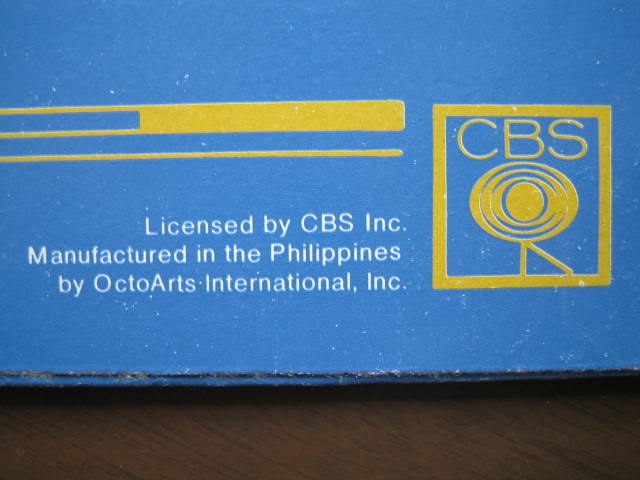 CBS
Licensed by CBS Inc.
Manufactured in the Philippines
by OctoArts International, Inc.